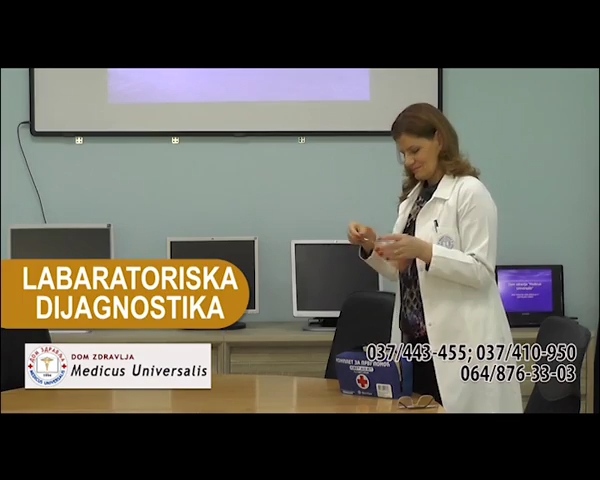 LABARATORISKA
DIJAGNOSTIKA
DOM ZDRAVLJA
Medicus Universalis
037/443-455; 037/410-950
064/876-33-03